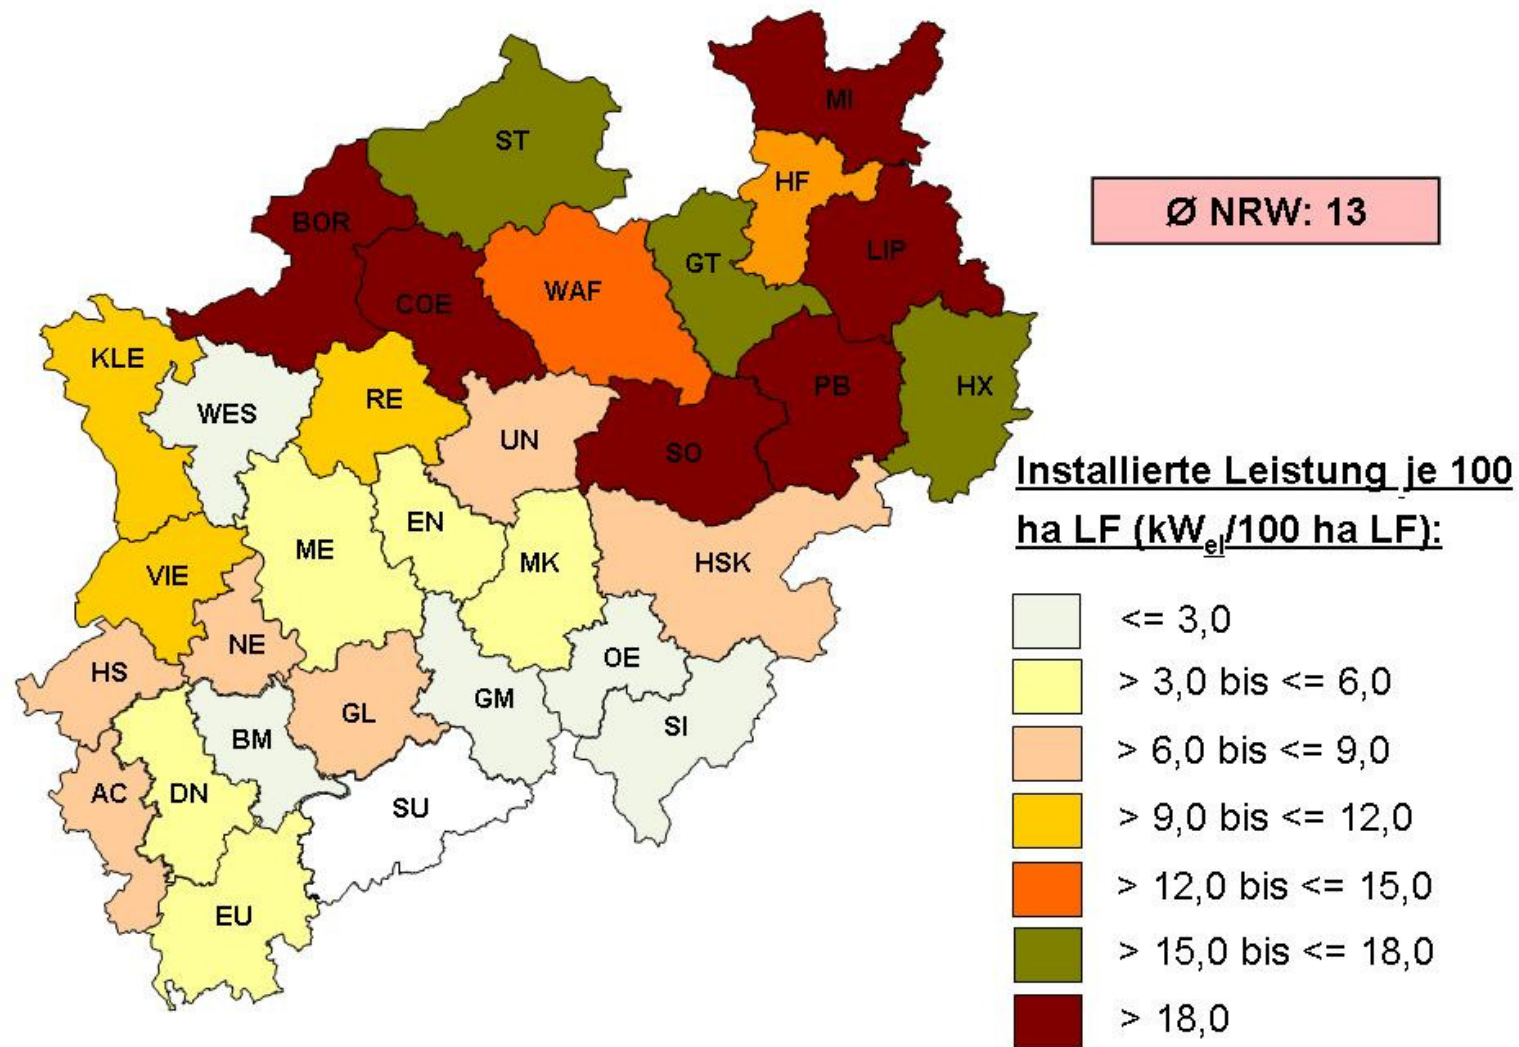 MI
ST
HF
Ø NRW: 13
BOR
LIP
GT
WAF
COE
KLE
PB
HX
RE
WES
UN
SO
Installierte Leistung je 100
ha LF (kWel/100 ha LF):
EN
ME
MK
HSK
VIE
<= 3,0
NE
OE
HS
> 3,0 bis <= 6,0
GM
GL
SI
BM
> 6,0 bis <= 9,0
AC
DN
SU
> 9,0 bis <= 12,0
> 12,0 bis <= 15,0
EU
> 15,0 bis <= 18,0
> 18,0